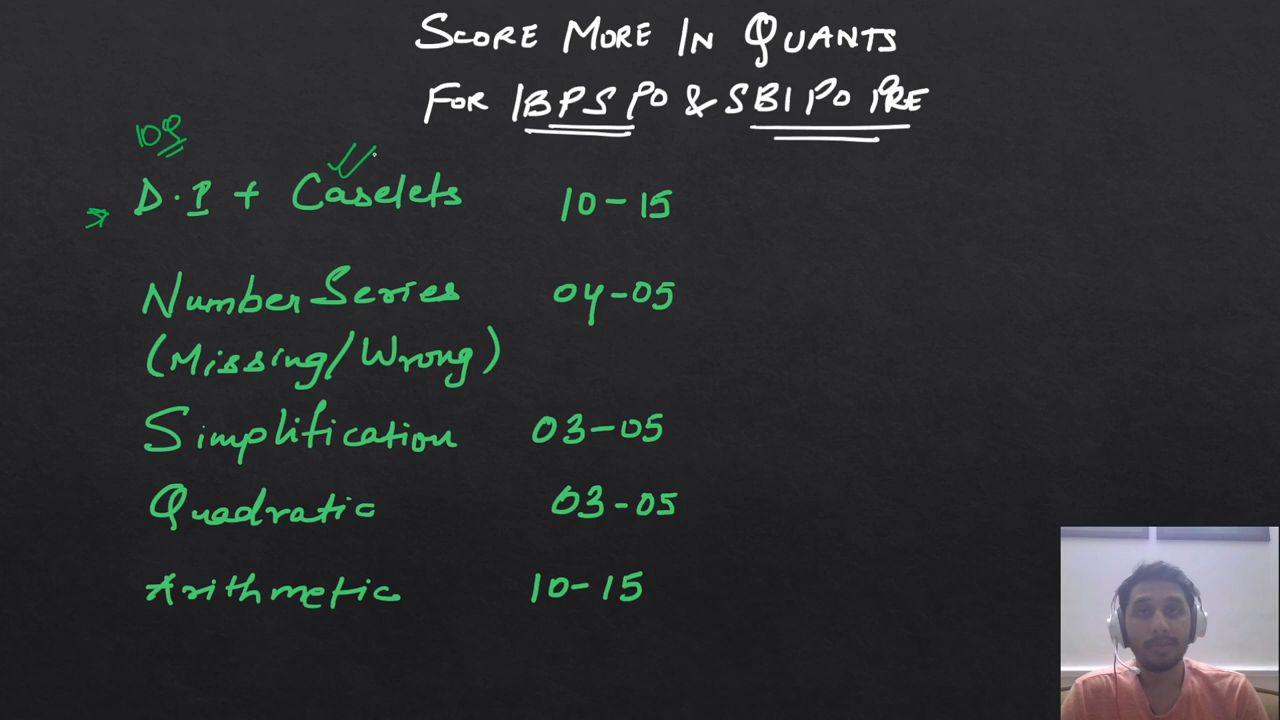 SCORE MORE IN QUANTS
FOR IBPS PO & SBI PO PRE
10Q
D.I + Caselets 10-15
Number Series 04-05
(Missing/Wrong)
Simplification 03-05
Quadratic 03-05
Arithmetic 10-15